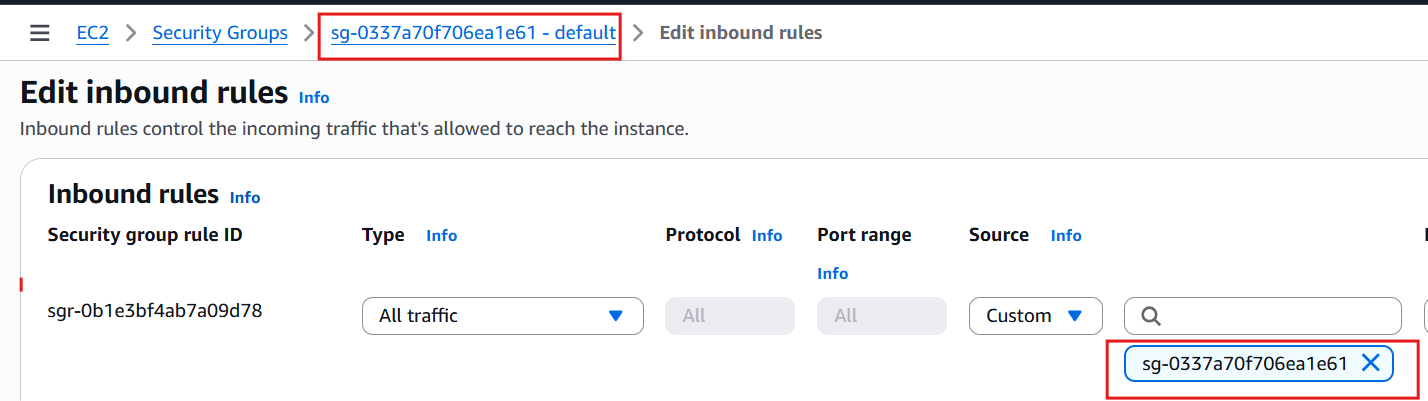 EC2 > Security Groups > sg-0337a70f706ea1e61 - default > Edit inbound rules
Edit inbound rules Info
Inbound rules control the incoming traffic that's allowed to reach the instance.
Inbound rules Info
Security group rule ID Type Info Protocol Info Port range Source Info
Info
sgr-0b1e3bf4ab7a09d78 All traffic All All Custom
sg-0337a70f706ea1e61